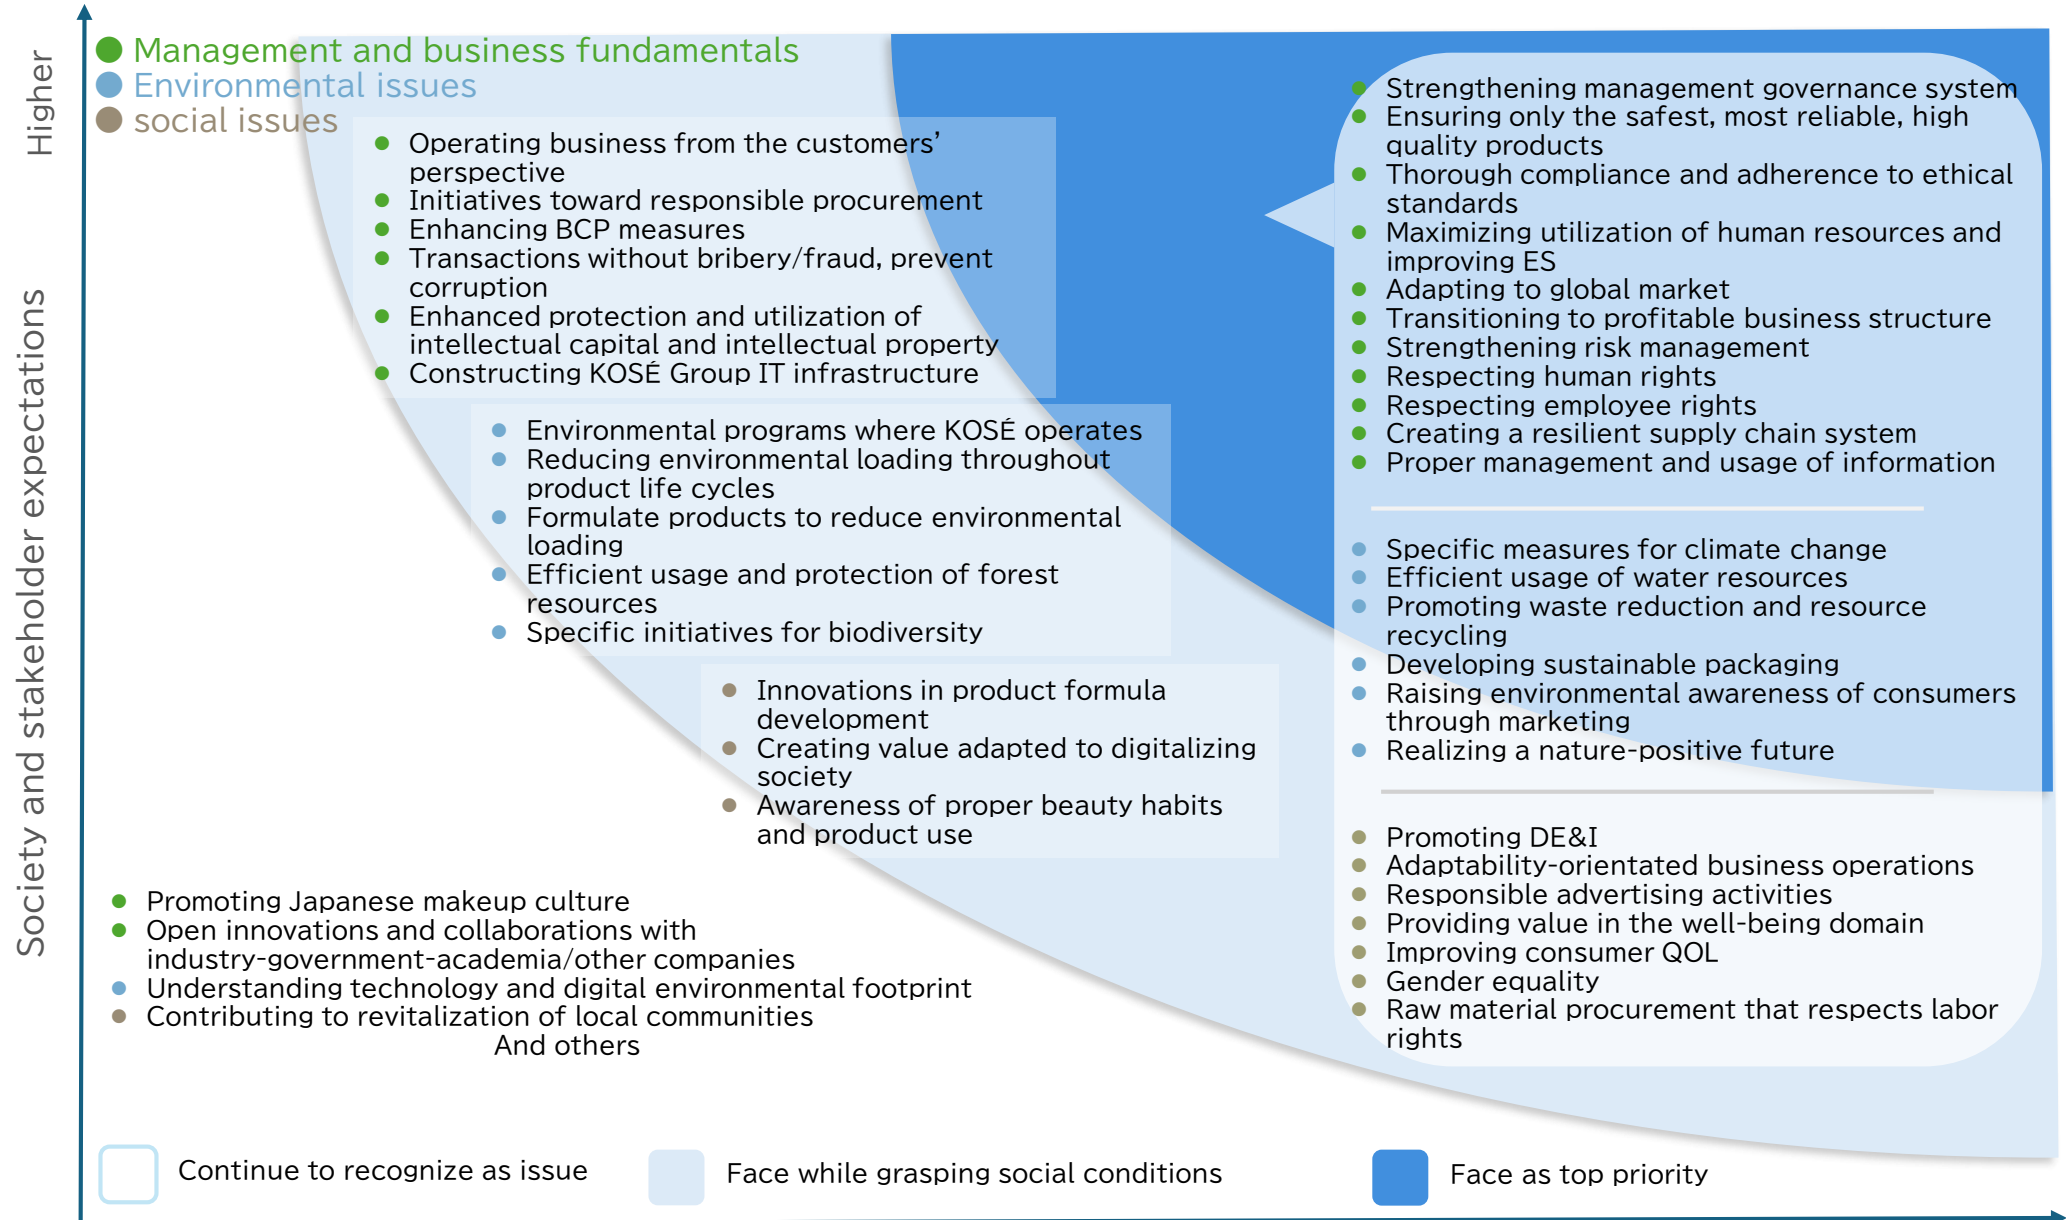 Higher
Society and stakeholder expectations
Management and business fundamentals
Environmental issues
social issues
Operating business from the customers’
perspective
Initiatives toward responsible procurement
Enhancing BCP measures
Transactions without bribery/fraud, prevent
corruption
Enhanced protection and utilization of
intellectual capital and intellectual property
Constructing KOSÉ Group IT infrastructure
Environmental programs where KOSÉ operates
Reducing environmental loading throughout
product life cycles
Formulate products to reduce environmental
loading
Efficient usage and protection of forest
resources
Specific initiatives for biodiversity
Innovations in product formula
development
Creating value adapted to digitalizing
society
Awareness of proper beauty habits
and product use
Strengthening management governance system
Ensuring only the safest, most reliable, high
quality products
Thorough compliance and adherence to ethical
standards
Maximizing utilization of human resources and
improving ES
Adapting to global market
Transitioning to profitable business structure
Strengthening risk management
Respecting human rights
Respecting employee rights
Creating a resilient supply chain system
Proper management and usage of information
Specific measures for climate change
Efficient usage of water resources
Promoting waste reduction and resource
recycling
Developing sustainable packaging
Raising environmental awareness of consumers
through marketing
Realizing a nature-positive future
Promoting DE&I
Adaptability-orientated business operations
Responsible advertising activities
Providing value in the well-being domain
Improving consumer QOL
Gender equality
Raw material procurement that respects labor
rights
Promoting Japanese makeup culture
Open innovations and collaborations with
industry-government-academia/other companies
Understanding technology and digital environmental footprint
Contributing to revitalization of local communities
And others
Continue to recognize as issue
Face while grasping social conditions
Face as top priority